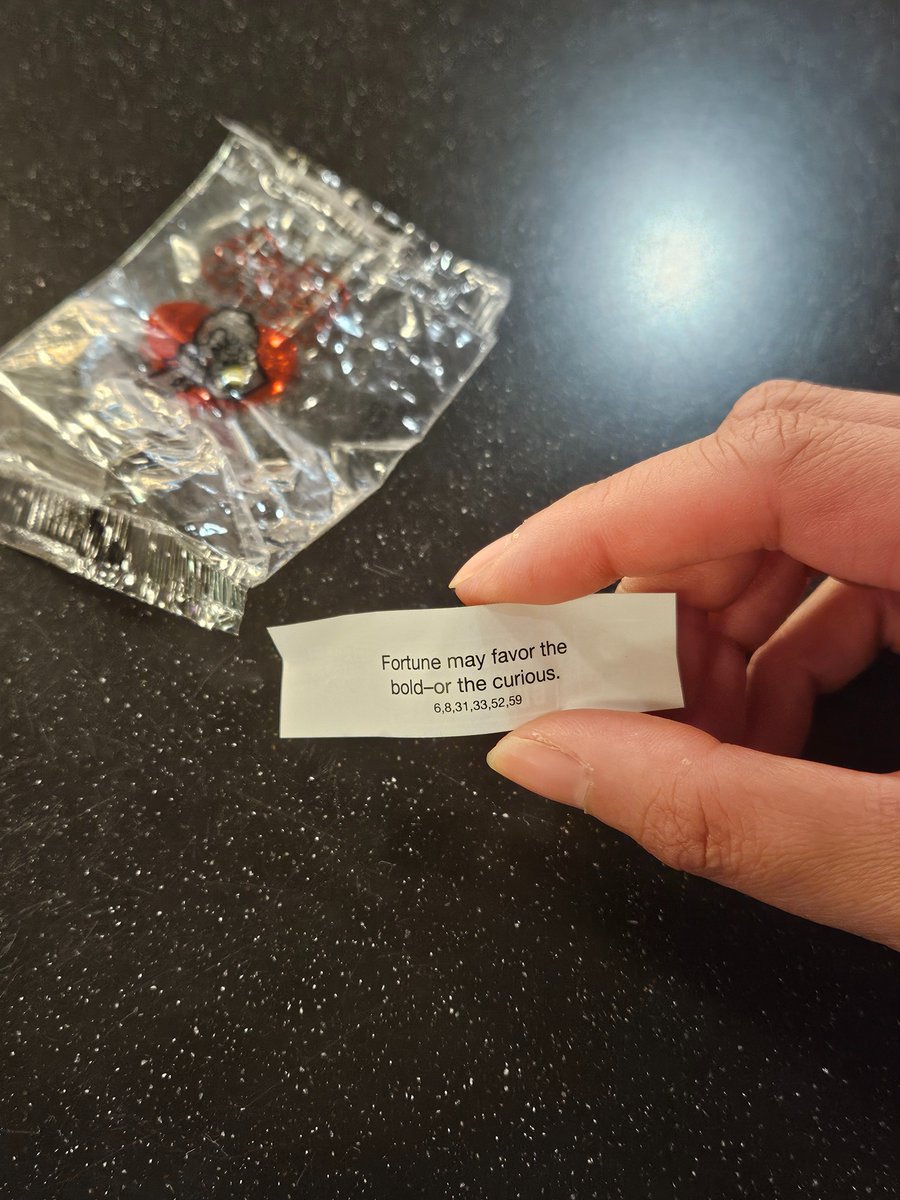 Fortune may favor the
bold–or the curious.
6,8,31,33,52,59